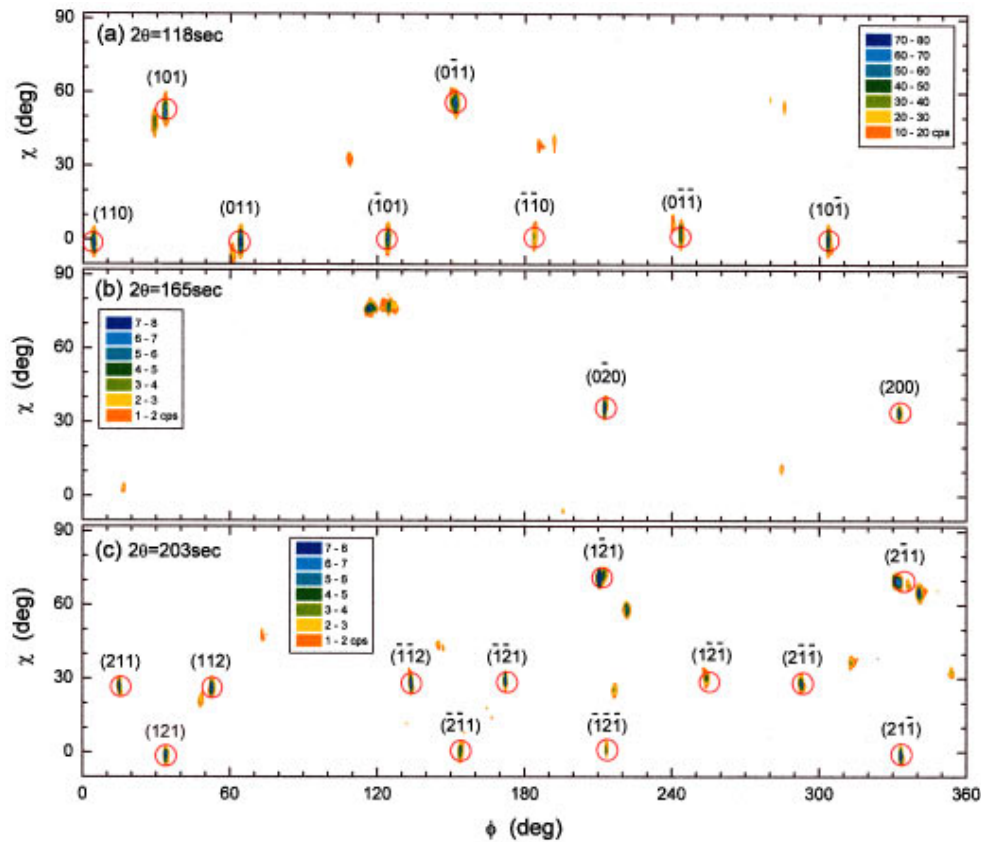 (a) 2θ=118sec
70 - 80
60 - 70
50 - 60
40 - 50
30 - 40
20 - 30
10 - 20 cps
(101)
(01̄1)
(110)
(011)
(1̄01)
(1̄1̄0)
(01̄1̄)
(101̄)
90
60
30
0
χ (deg)
(b) 2θ=165sec
7 - 8
6 - 7
5 - 6
4 - 5
3 - 4
2 - 3
1 - 2 cps
(02̄0)
(200)
90
60
30
0
χ (deg)
(c) 2θ=203sec
7 - 8
6 - 7
5 - 6
4 - 5
3 - 4
2 - 3
1 - 2 cps
(12̄1)
(21̄1)
(211)
(112)
(1̄1̄2)
(1̄2̄1)
(12̄1̄)
(21̄1̄)
(121)
(2̄1̄1)
(1̄2̄1̄)
(211̄)
90
60
30
0
χ (deg)
0 60 120 180 240 300 360
ϕ (deg)